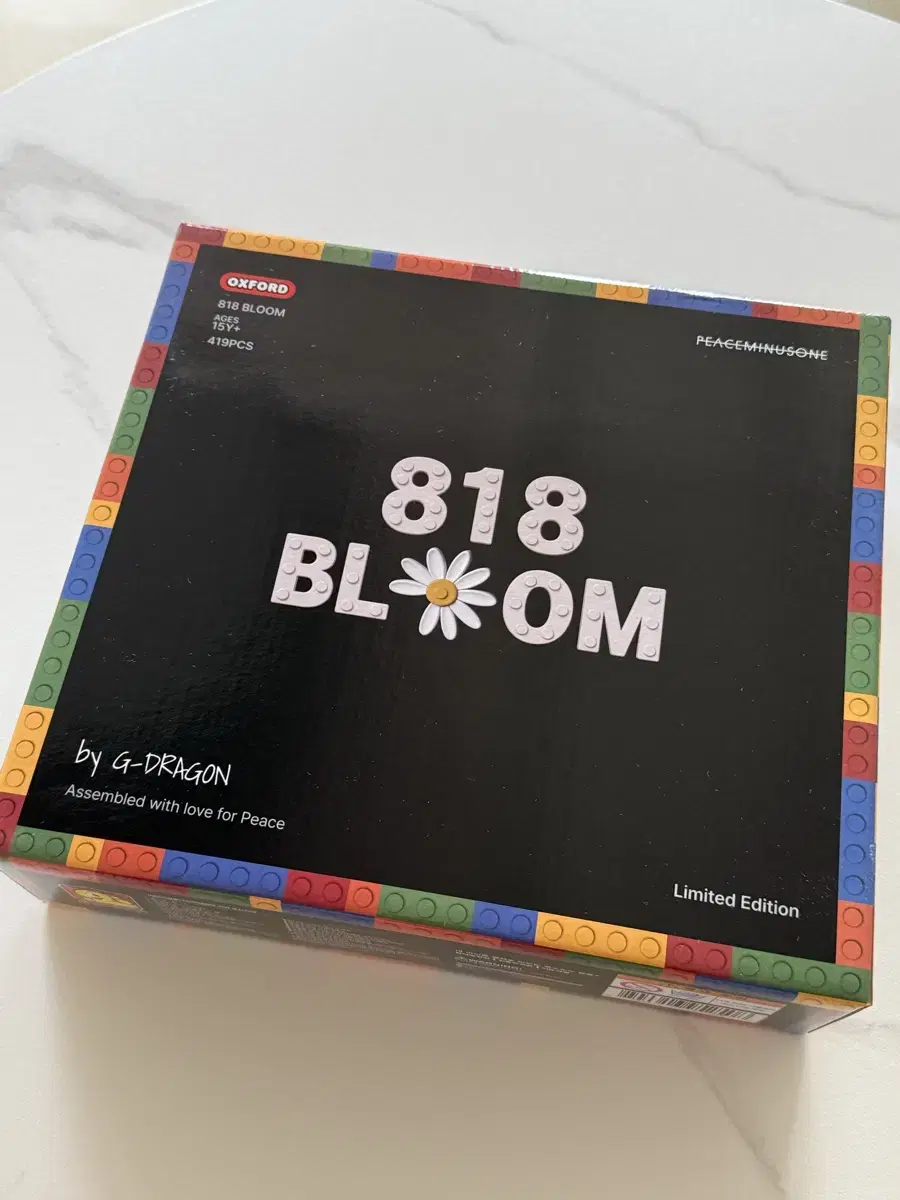 OXFORD
818 BLOOM
AGES
15Y+
419PCS
PEACEMINUSONE
818
BLOOM
by G-DRAGON
Assembled with love for Peace
Limited Edition